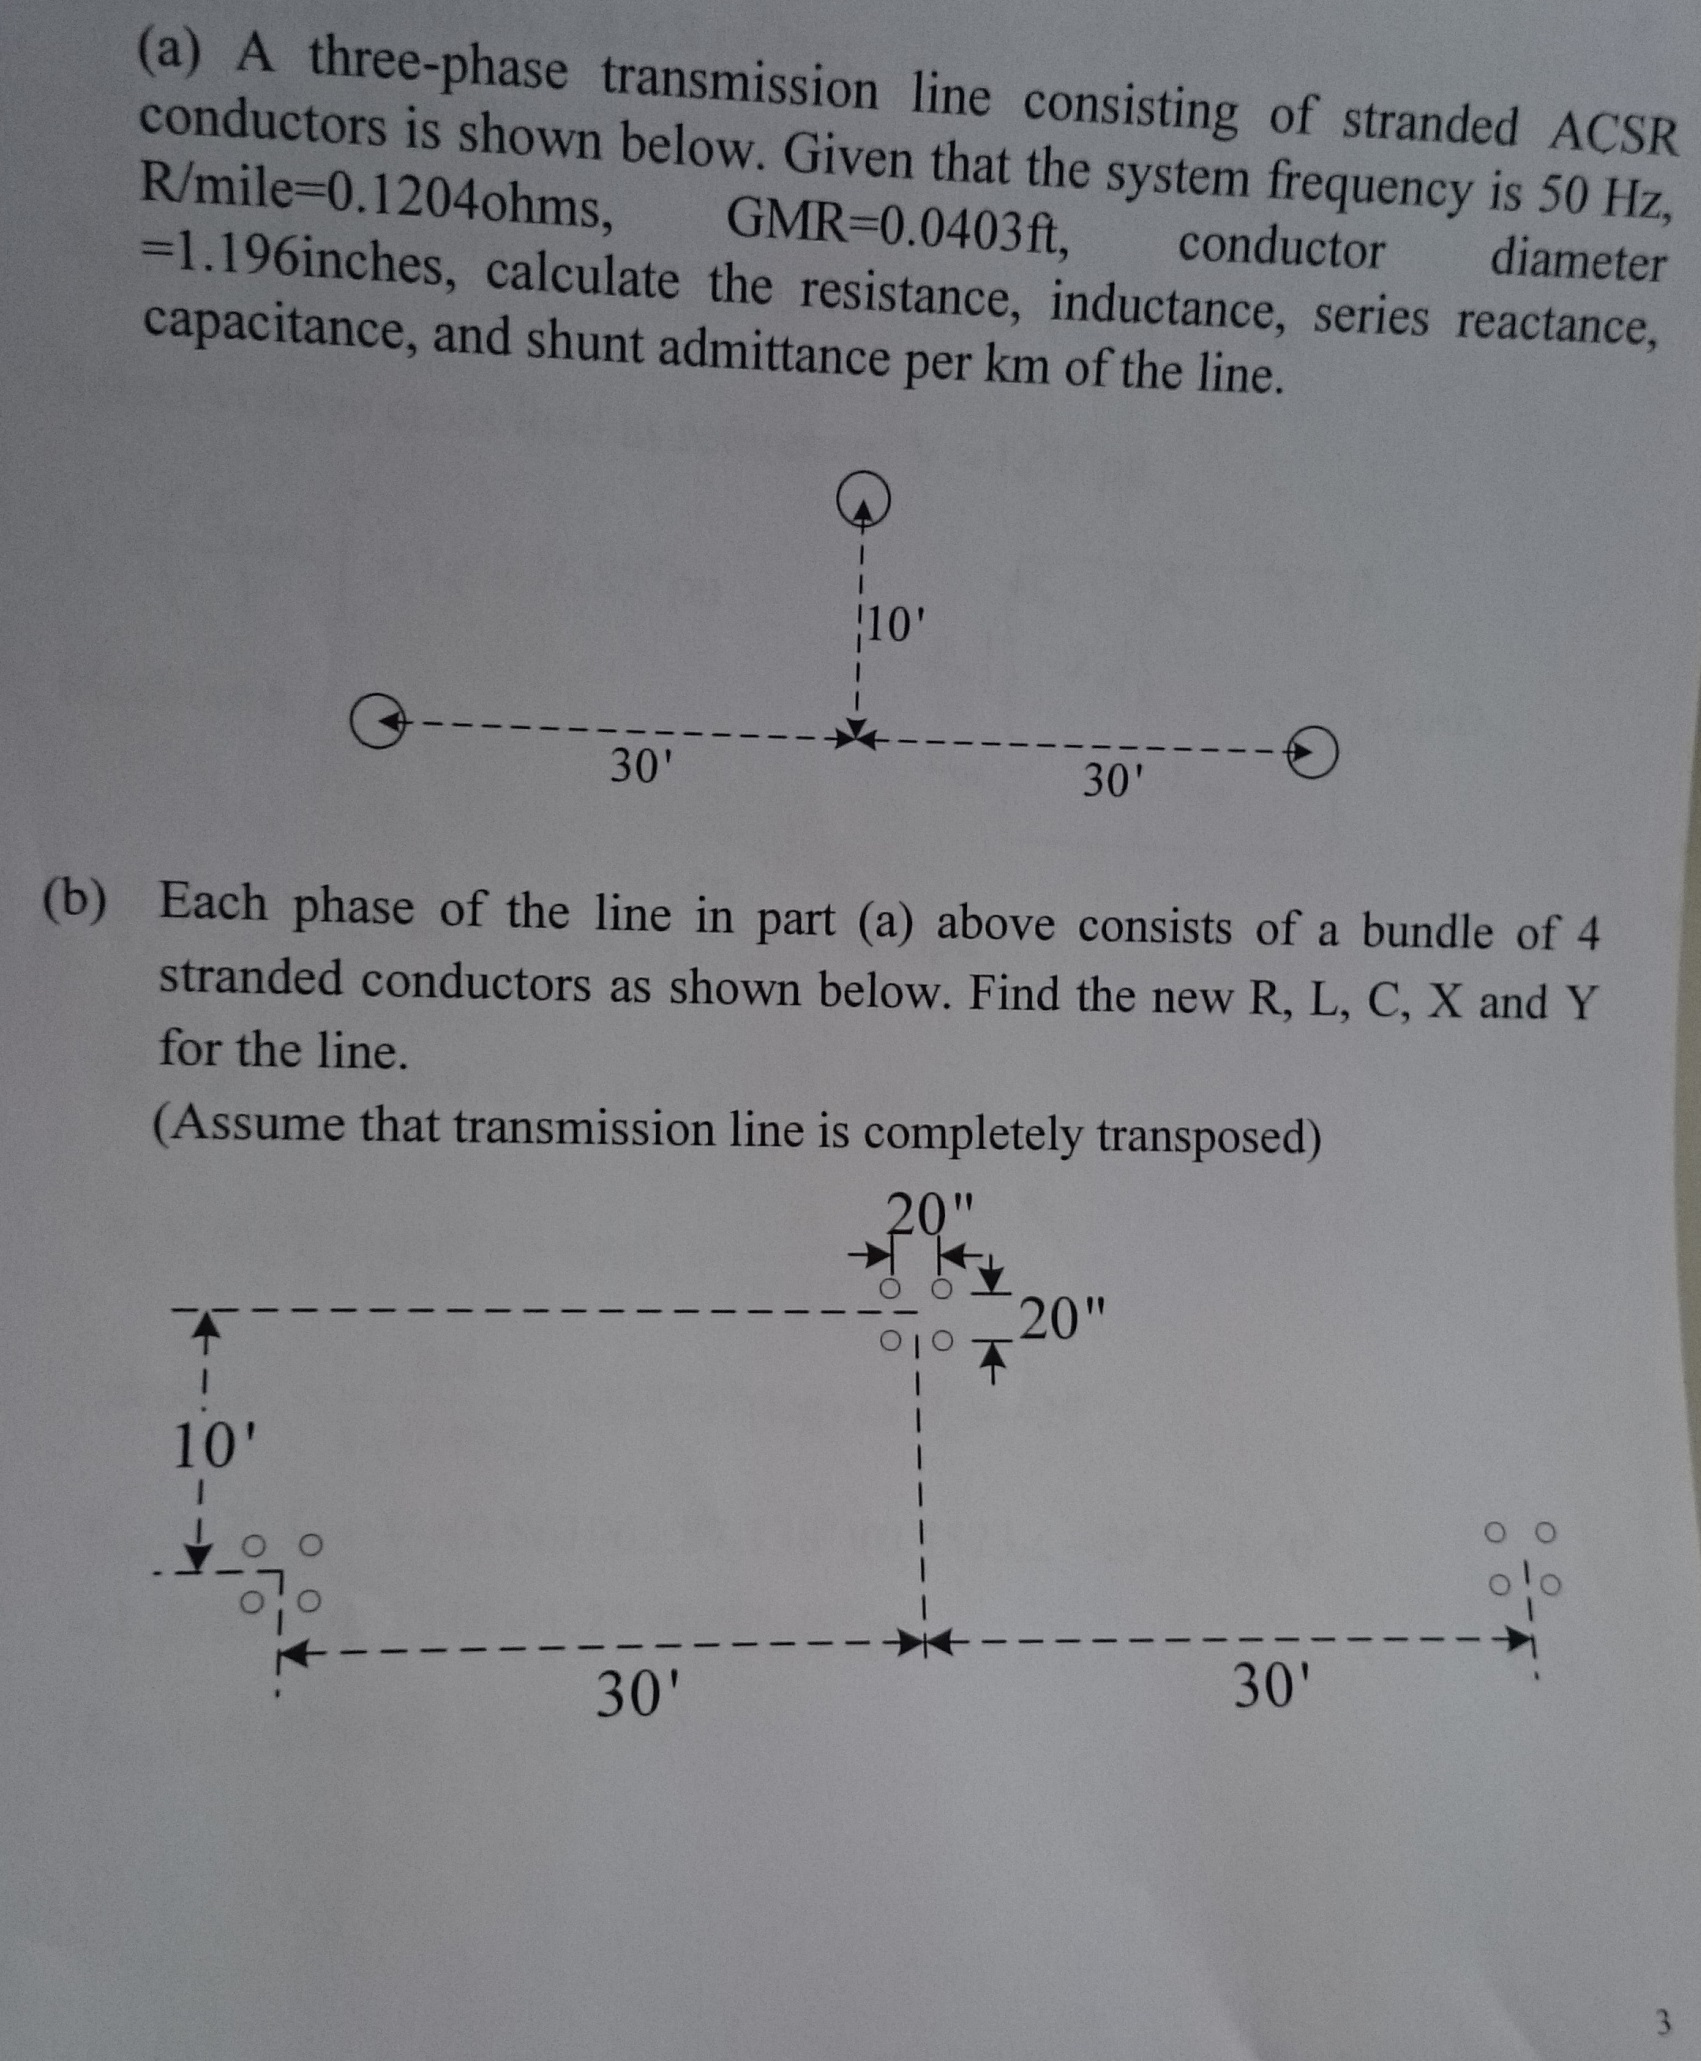 (a) A three-phase transmission line consisting of stranded ACSR
conductors is shown below. Given that the system frequency is 50 Hz,
R/mile=0.1204ohms, GMR=0.0403ft, conductor diameter
=1.196inches, calculate the resistance, inductance, series reactance,
capacitance, and shunt admittance per km of the line.
10'
30'
30'
(b) Each phase of the line in part (a) above consists of a bundle of 4
stranded conductors as shown below. Find the new R, L, C, X and Y
for the line.
(Assume that transmission line is completely transposed)
20"
20"
10'
30'
30'
3